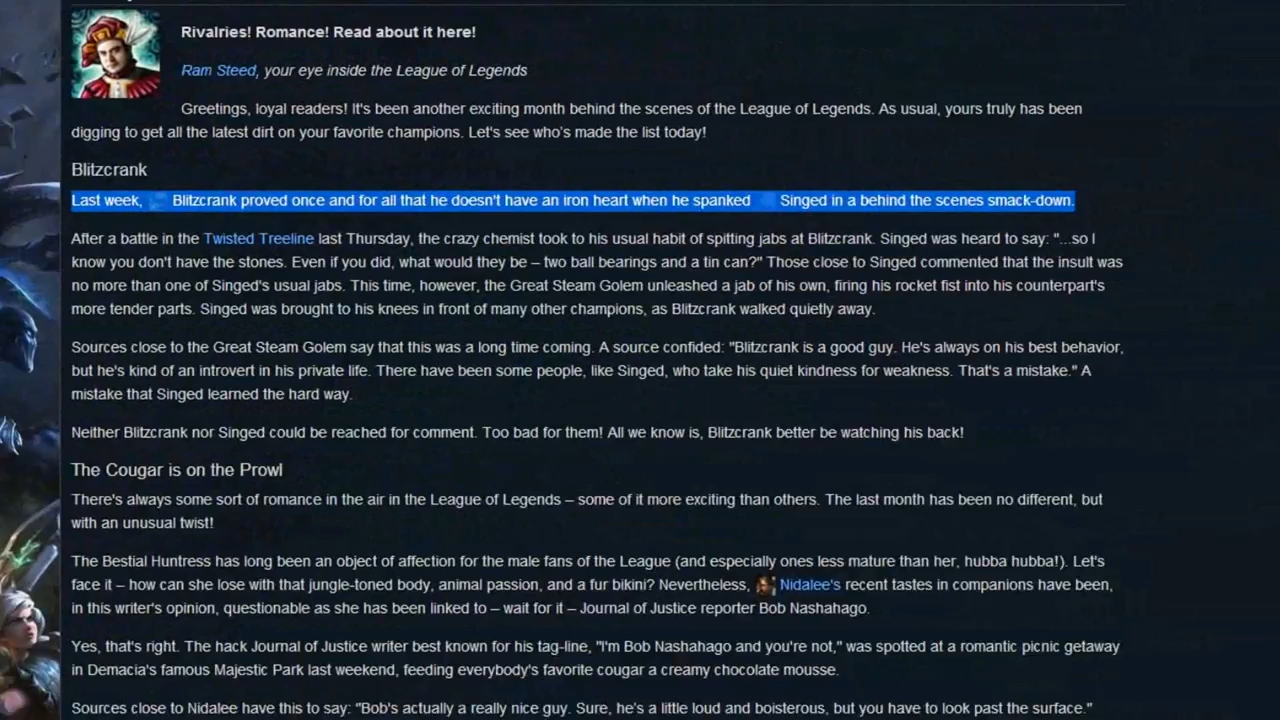 Rivalries! Romance! Read about it here!
Ram Steed, your eye inside the League of Legends
Greetings, loyal readers! It's been another exciting month behind the scenes of the League of Legends. As usual, yours truly has been
digging to get all the latest dirt on your favorite champions. Let's see who's made the list today!
Blitzcrank
Last week, Blitzcrank proved once and for all that he doesn't have an iron heart when he spanked Singed in a behind the scenes smack-down.
After a battle in the Twisted Treeline last Thursday, the crazy chemist took to his usual habit of spitting jabs at Blitzcrank. Singed was heard to say: "...so I
know you don't have the stones. Even if you did, what would they be – two ball bearings and a tin can?" Those close to Singed commented that the insult was
no more than one of Singed's usual jabs. This time, however, the Great Steam Golem unleashed a jab of his own, firing his rocket fist into his counterpart's
more tender parts. Singed was brought to his knees in front of many other champions, as Blitzcrank walked quietly away.
Sources close to the Great Steam Golem say that this was a long time coming. A source confided: "Blitzcrank is a good guy. He's always on his best behavior,
but he's kind of an introvert in his private life. There have been some people, like Singed, who take his quiet kindness for weakness. That's a mistake." A
mistake that Singed learned the hard way.
Neither Blitzcrank nor Singed could be reached for comment. Too bad for them! All we know is, Blitzcrank better be watching his back!
The Cougar is on the Prowl
There's always some sort of romance in the air in the League of Legends – some of it more exciting than others. The last month has been no different, but
with an unusual twist!
The Bestial Huntress has long been an object of affection for the male fans of the League (and especially ones less mature than her, hubba hubba!). Let's
face it – how can she lose with that jungle-toned body, animal passion, and a fur bikini? Nevertheless, Nidalee's recent tastes in companions have been,
in this writer's opinion, questionable as she has been linked to – wait for it – Journal of Justice reporter Bob Nashahago.
Yes, that's right. The hack Journal of Justice writer best known for his tag-line, "I'm Bob Nashahago and you're not," was spotted at a romantic picnic getaway
in Demacia's famous Majestic Park last weekend, feeding everybody's favorite cougar a creamy chocolate mousse.
Sources close to Nidalee have this to say: "Bob's actually a really nice guy. Sure, he's a little loud and boisterous, but you have to look past the surface."